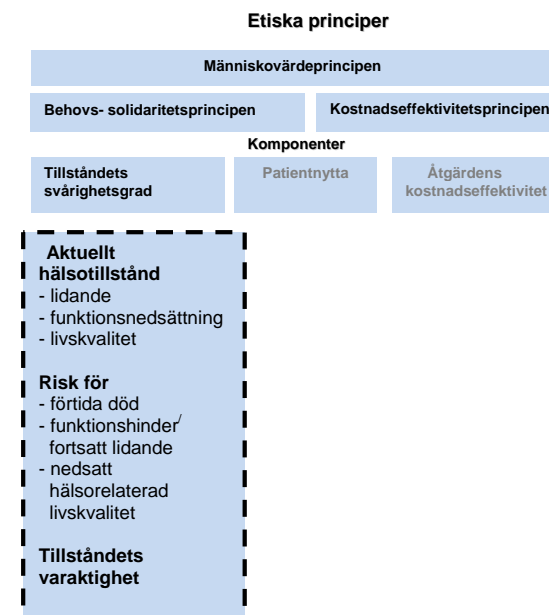 Etiska principer
Människovärdeprincipen
Behovs- solidaritetsprincipen
Kostnadseffektivitetsprincipen
Komponenter
Tillståndets
svårighetsgrad
Patientnytta
Åtgärdens
kostnadseffektivitet
Aktuellt
hälsotillstånd
- lidande
- funktionsnedsättning
- livskvalitet
Risk för
- förtida död
- funktionshinder/
fortsatt lidande
- nedsatt
hälsorelaterad
livskvalitet
Tillståndets
varaktighet